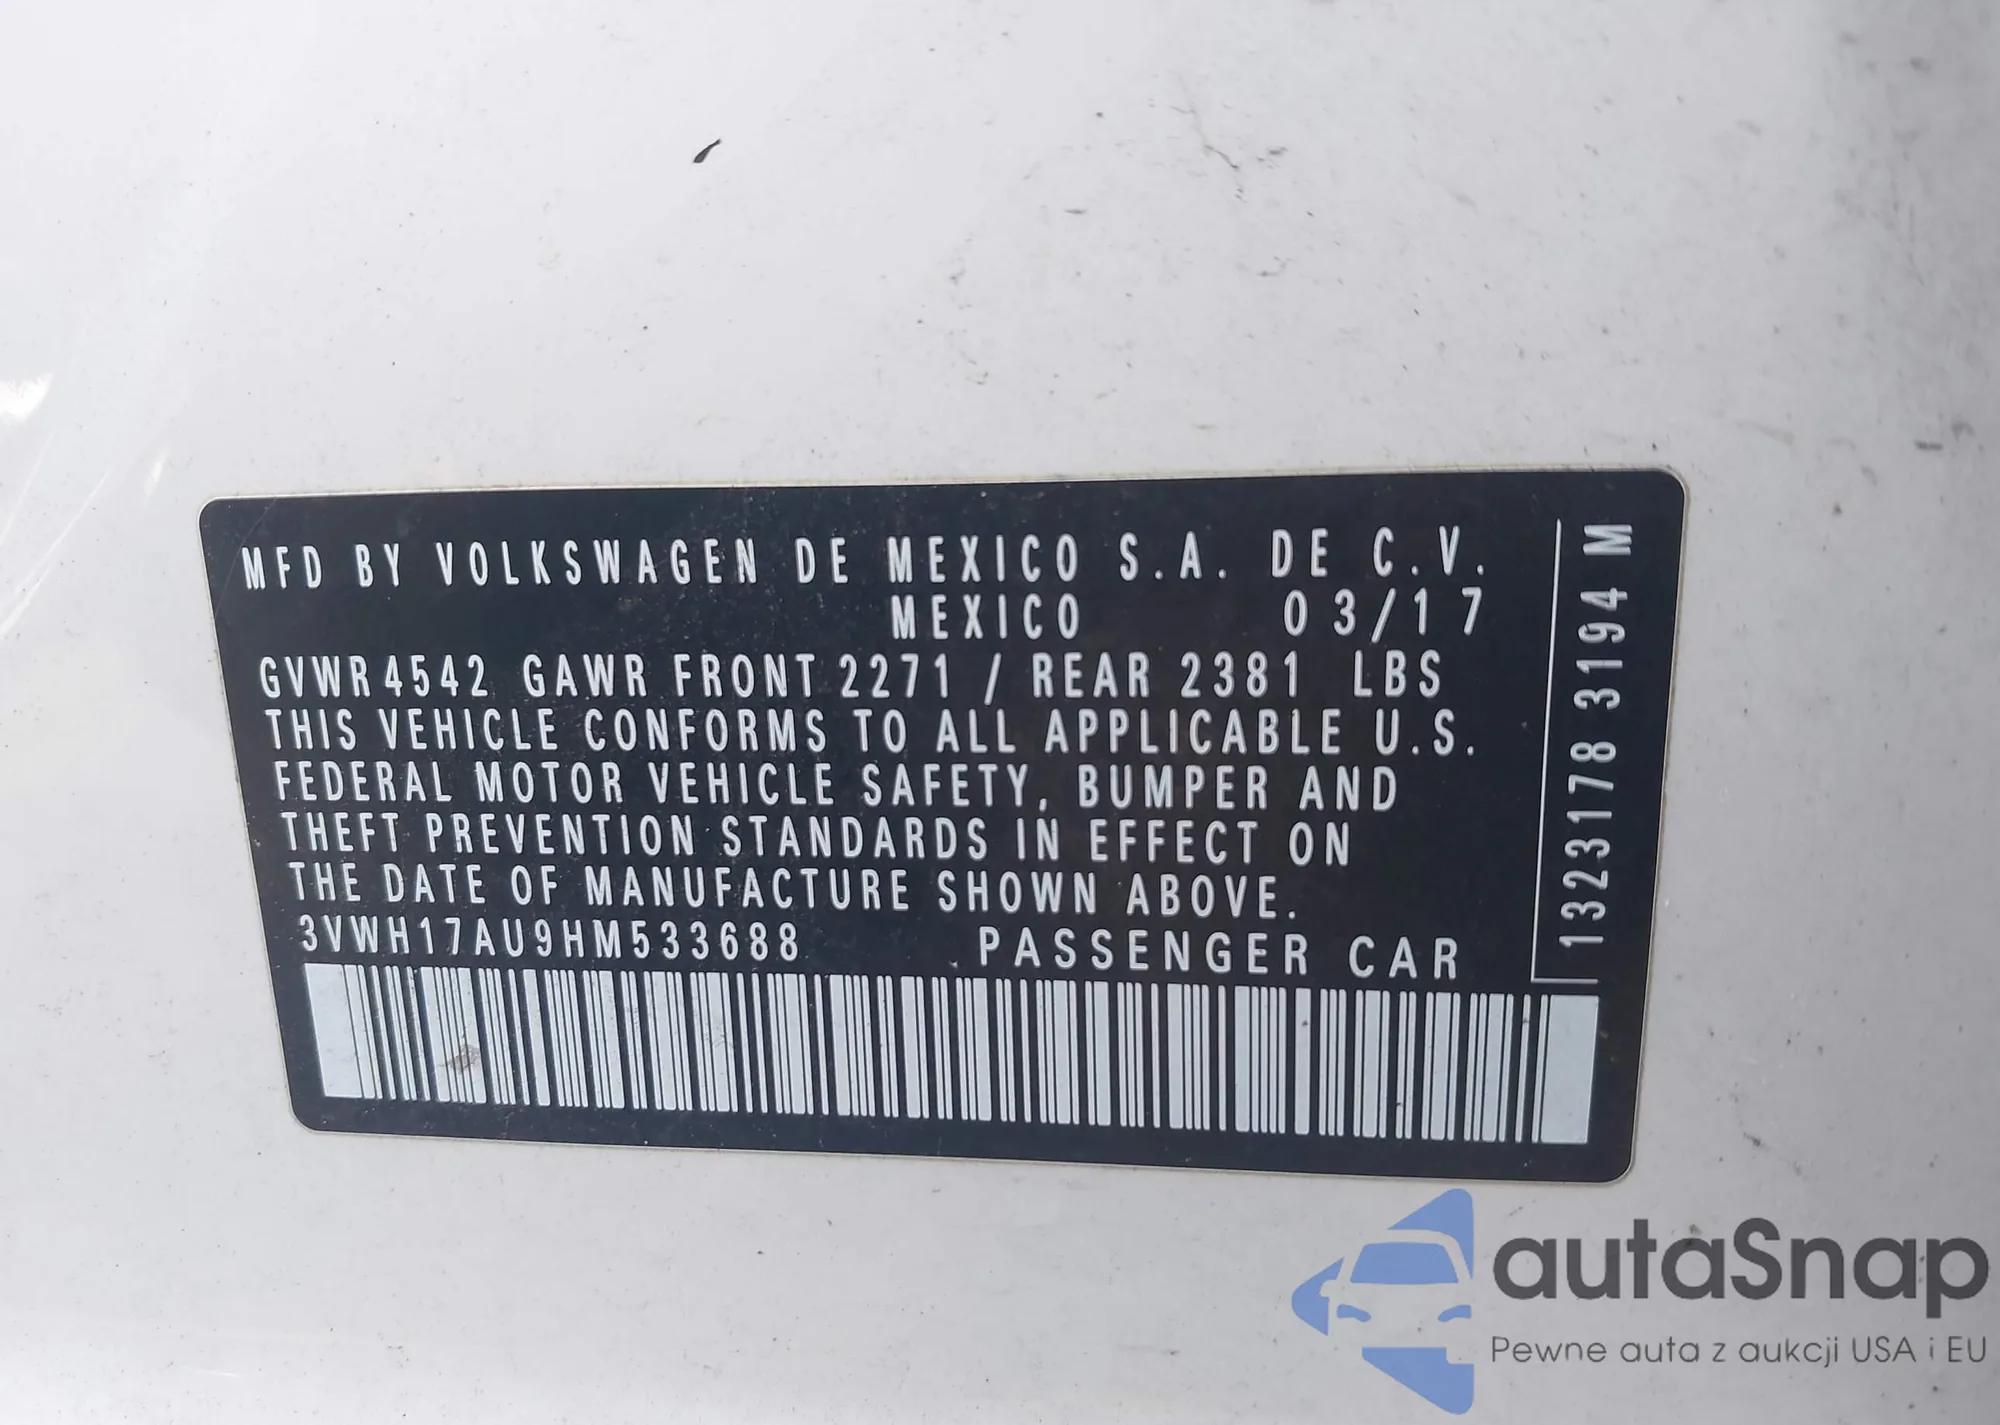 MFD BY VOLKSWAGEN DE MEXICO S.A. DE C.V.
MEXICO 03/17
GVWR 4542 GAWR FRONT 2271 / REAR 2381 LBS
THIS VEHICLE CONFORMS TO ALL APPLICABLE U.S.
FEDERAL MOTOR VEHICLE SAFETY, BUMPER AND
THEFT PREVENTION STANDARDS IN EFFECT ON
THE DATE OF MANUFACTURE SHOWN ABOVE.
3VWH17AU9HM533688 PASSENGER CAR
1323178 3194 M
autaSnap
Pewne auta z aukcji USA i EU